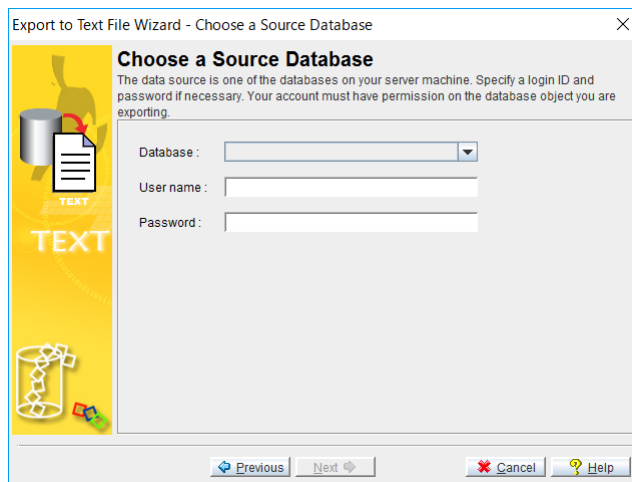 Export to Text File Wizard - Choose a Source Database
Choose a Source Database
The data source is one of the databases on your server machine. Specify a login ID and
password if necessary. Your account must have permission on the database object you are
exporting.
Database :
User name :
Password :
TEXT
TEXT
Previous
Next
Cancel
Help